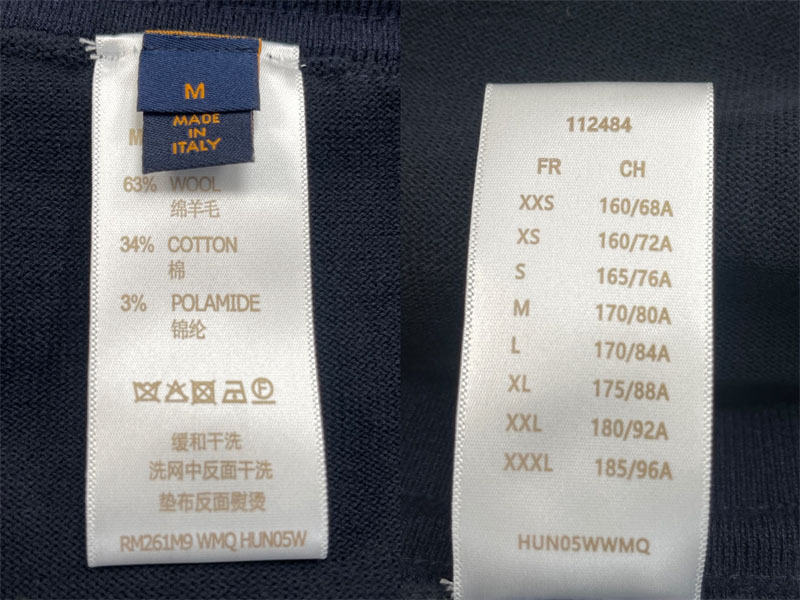 M
MADE
IN
ITALY
M
63% WOOL
绵羊毛
34% COTTON
棉
3% POLAMIDE
锦纶
缓和干洗
洗网中反面干洗
垫布反面熨烫
RM261M9 WMQ HUN05W
112484
FR CH
XXS 160/68A
XS 160/72A
S 165/76A
M 170/80A
L 170/84A
XL 175/88A
XXL 180/92A
XXXL 185/96A
HUN05WWMQ